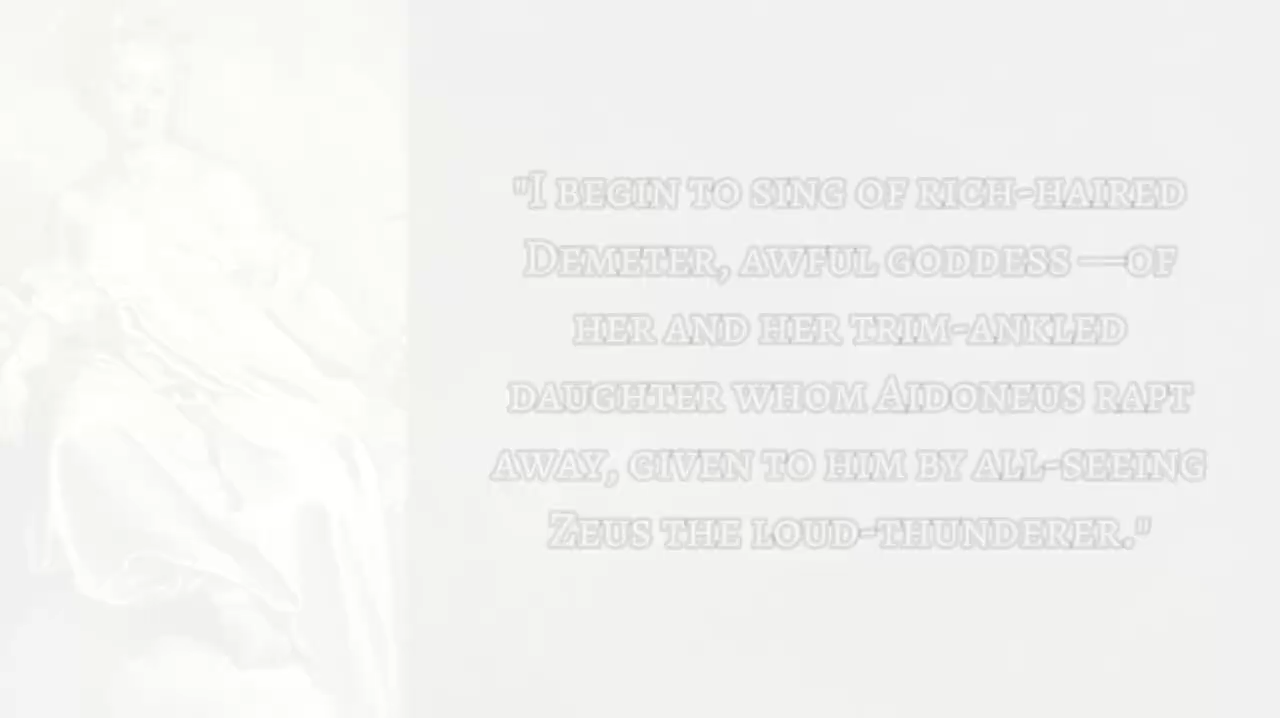 "I begin to sing of rich-haired
Demeter, awful goddess —of
her and her trim-ankled
daughter whom Aidoneus rapt
away, given to him by all-seeing
Zeus the loud-thunderer."